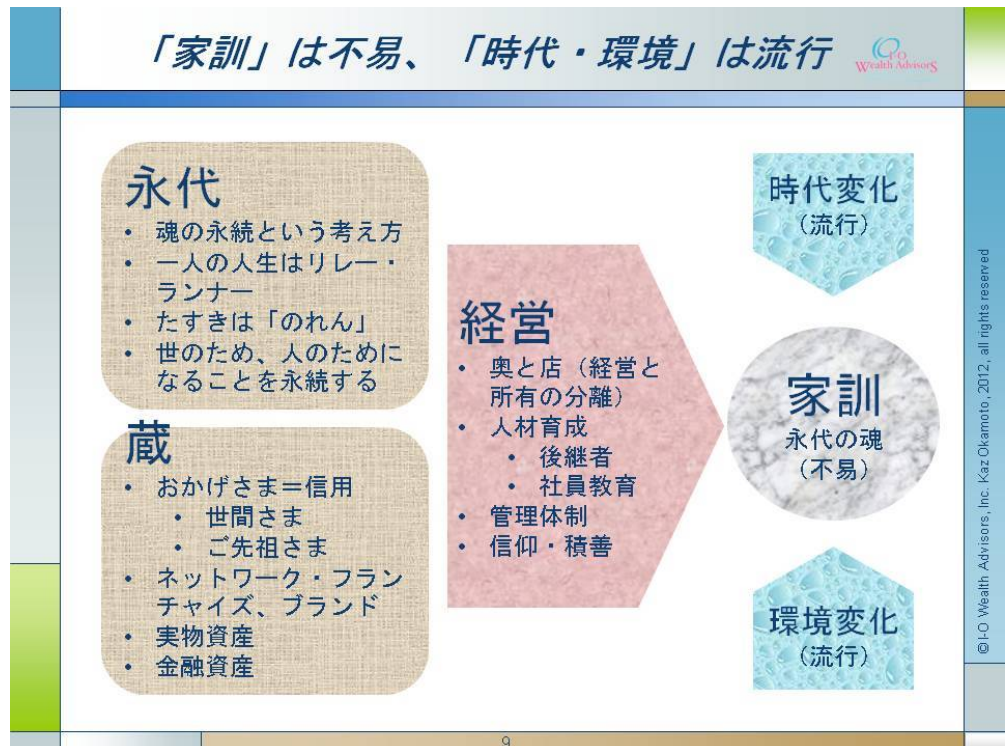 「家訓」は不易、「時代・環境」は流行
I-O
Wealth Advisors
永代
• 魂の永続という考え方
• 一人の人生はリレー・
ランナー
• たすきは「のれん」
• 世のため、人のために
なることを永続する
蔵
• おかげさま＝信用
• 世間さま
• ご先祖さま
• ネットワーク・フラン
チャイズ、ブランド
• 実物資産
• 金融資産
経営
• 奥と店（経営と
所有の分離）
• 人材育成
• 後継者
• 社員教育
• 管理体制
• 信仰・積善
時代変化
（流行）
家訓
永代の魂
（不易）
環境変化
（流行）
© I-O Wealth Advisors, Inc. Kaz Okamoto, 2012, all rights reserved
9